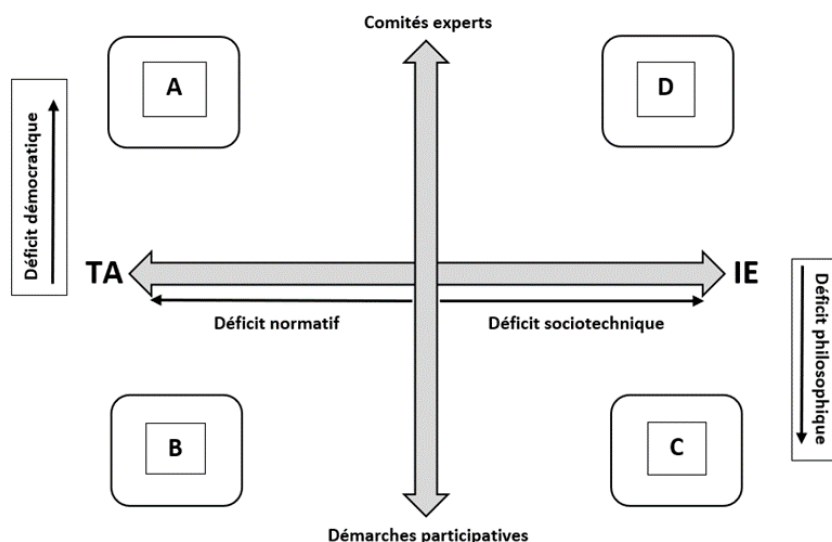 Comités experts
A
D
Déficit démocratique
TA
IE
Déficit normatif
Déficit sociotechnique
Déficit philosophique
B
C
Démarches participatives